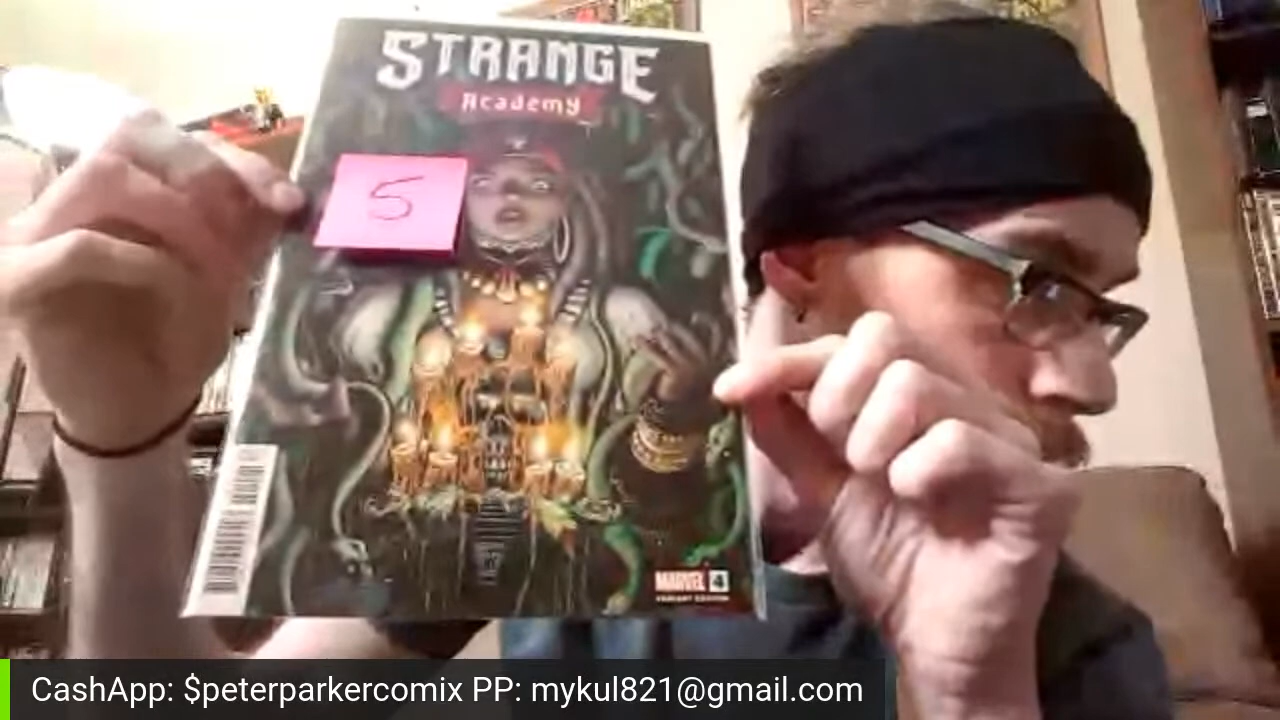 STRANGE
Academy
5
MARVEL 4
VARIANT EDITION
CashApp: $peterparkercomix PP: mykul821@gmail.com